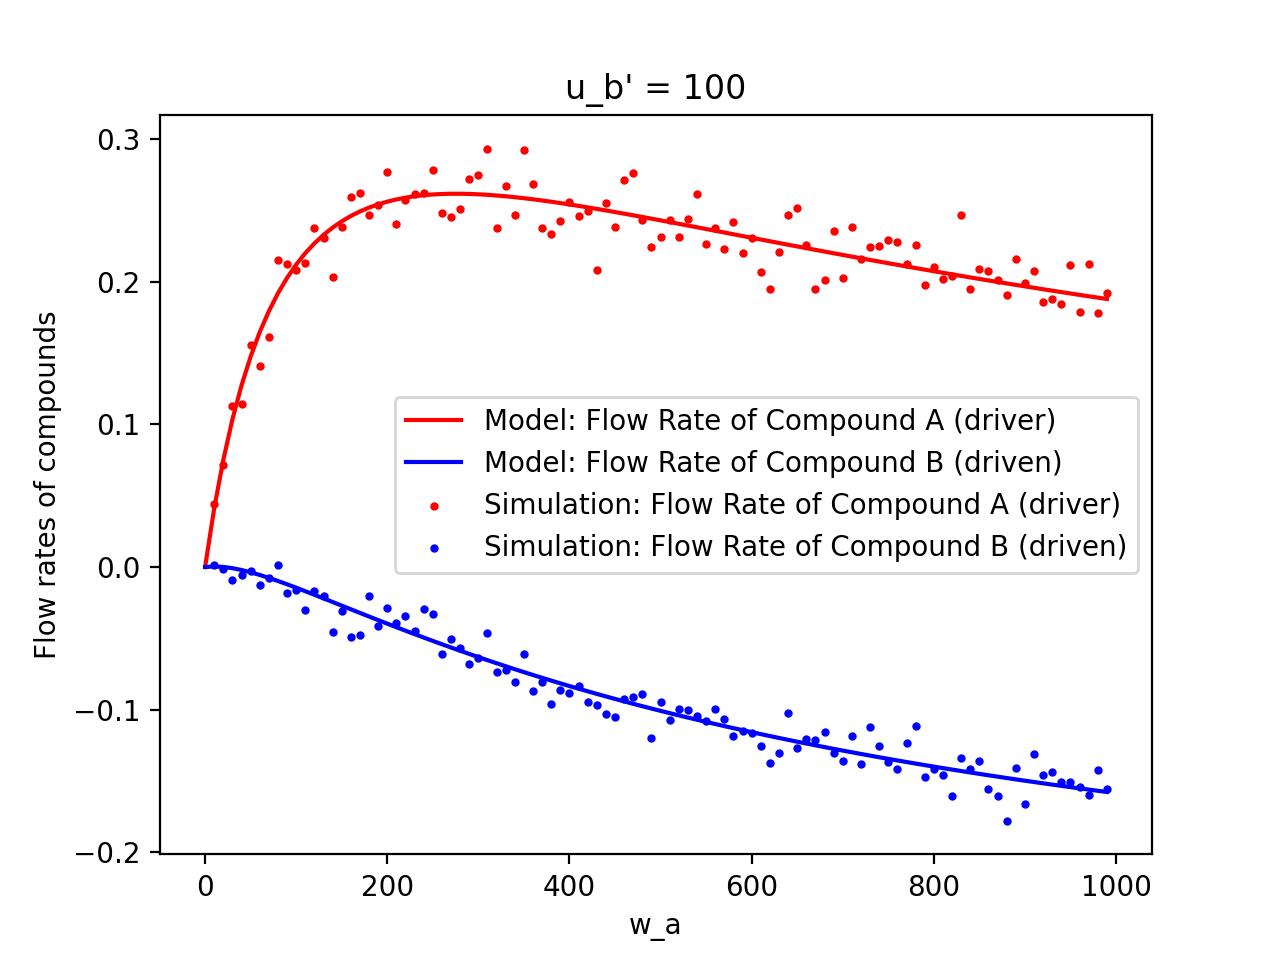 u_b' = 100
0.3
0.2
0.1
0.0
−0.1
−0.2
Flow rates of compounds
Model: Flow Rate of Compound A (driver)
Model: Flow Rate of Compound B (driven)
Simulation: Flow Rate of Compound A (driver)
Simulation: Flow Rate of Compound B (driven)
0 200 400 600 800 1000
w_a